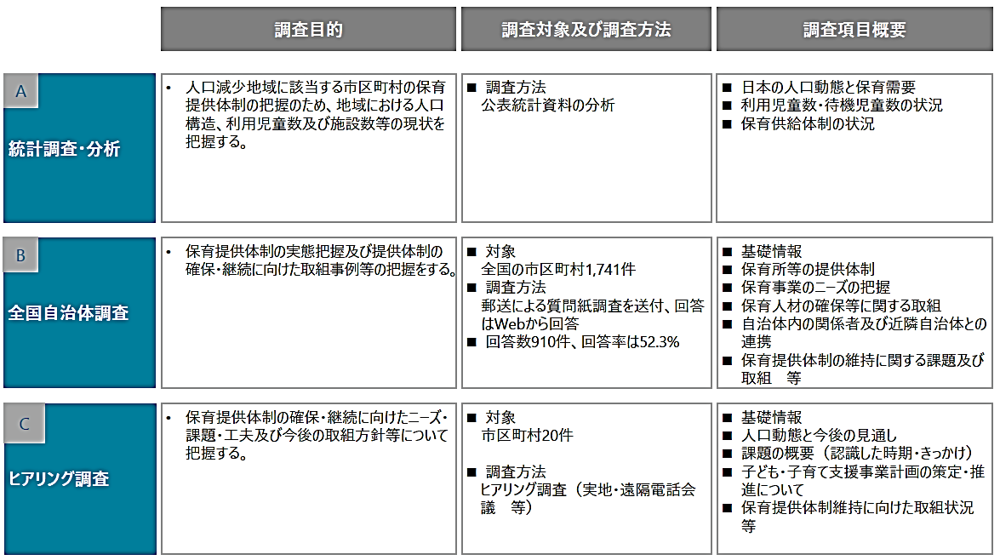 調査目的
調査対象及び調査方法
調査項目概要
A
統計調査・分析
• 人口減少地域に該当する市区町村の保育
提供体制の把握のため、地域における人口
構造、利用児童数及び施設数等の現状を
把握する。
■ 調査方法
公表統計資料の分析
■ 日本の人口動態と保育需要
■ 利用児童数・待機児童数の状況
■ 保育供給体制の状況
B
全国自治体調査
• 保育提供体制の実態把握及び提供体制の
確保・継続に向けた取組事例等の把握をする。
■ 対象
全国の市区町村1,741件
■ 調査方法
郵送による質問紙調査を送付、回答
はWebから回答
■ 回答数910件、回答率は52.3%
■ 基礎情報
■ 保育所等の提供体制
■ 保育事業のニーズの把握
■ 保育人材の確保等に関する取組
■ 自治体内の関係者及び近隣自治体との
連携
■ 保育提供体制の維持に関する課題及び
取組　等
C
ヒアリング調査
• 保育提供体制の確保・継続に向けたニーズ・
課題・工夫及び今後の取組方針等について
把握する。
■ 対象
市区町村20件
■ 調査方法
ヒアリング調査（実地・遠隔電話会
議　等）
■ 基礎情報
■ 人口動態と今後の見通し
■ 課題の概要（認識した時期・きっかけ）
■ 子ども・子育て支援事業計画の策定・推
進について
■ 保育提供体制維持に向けた取組状況
等